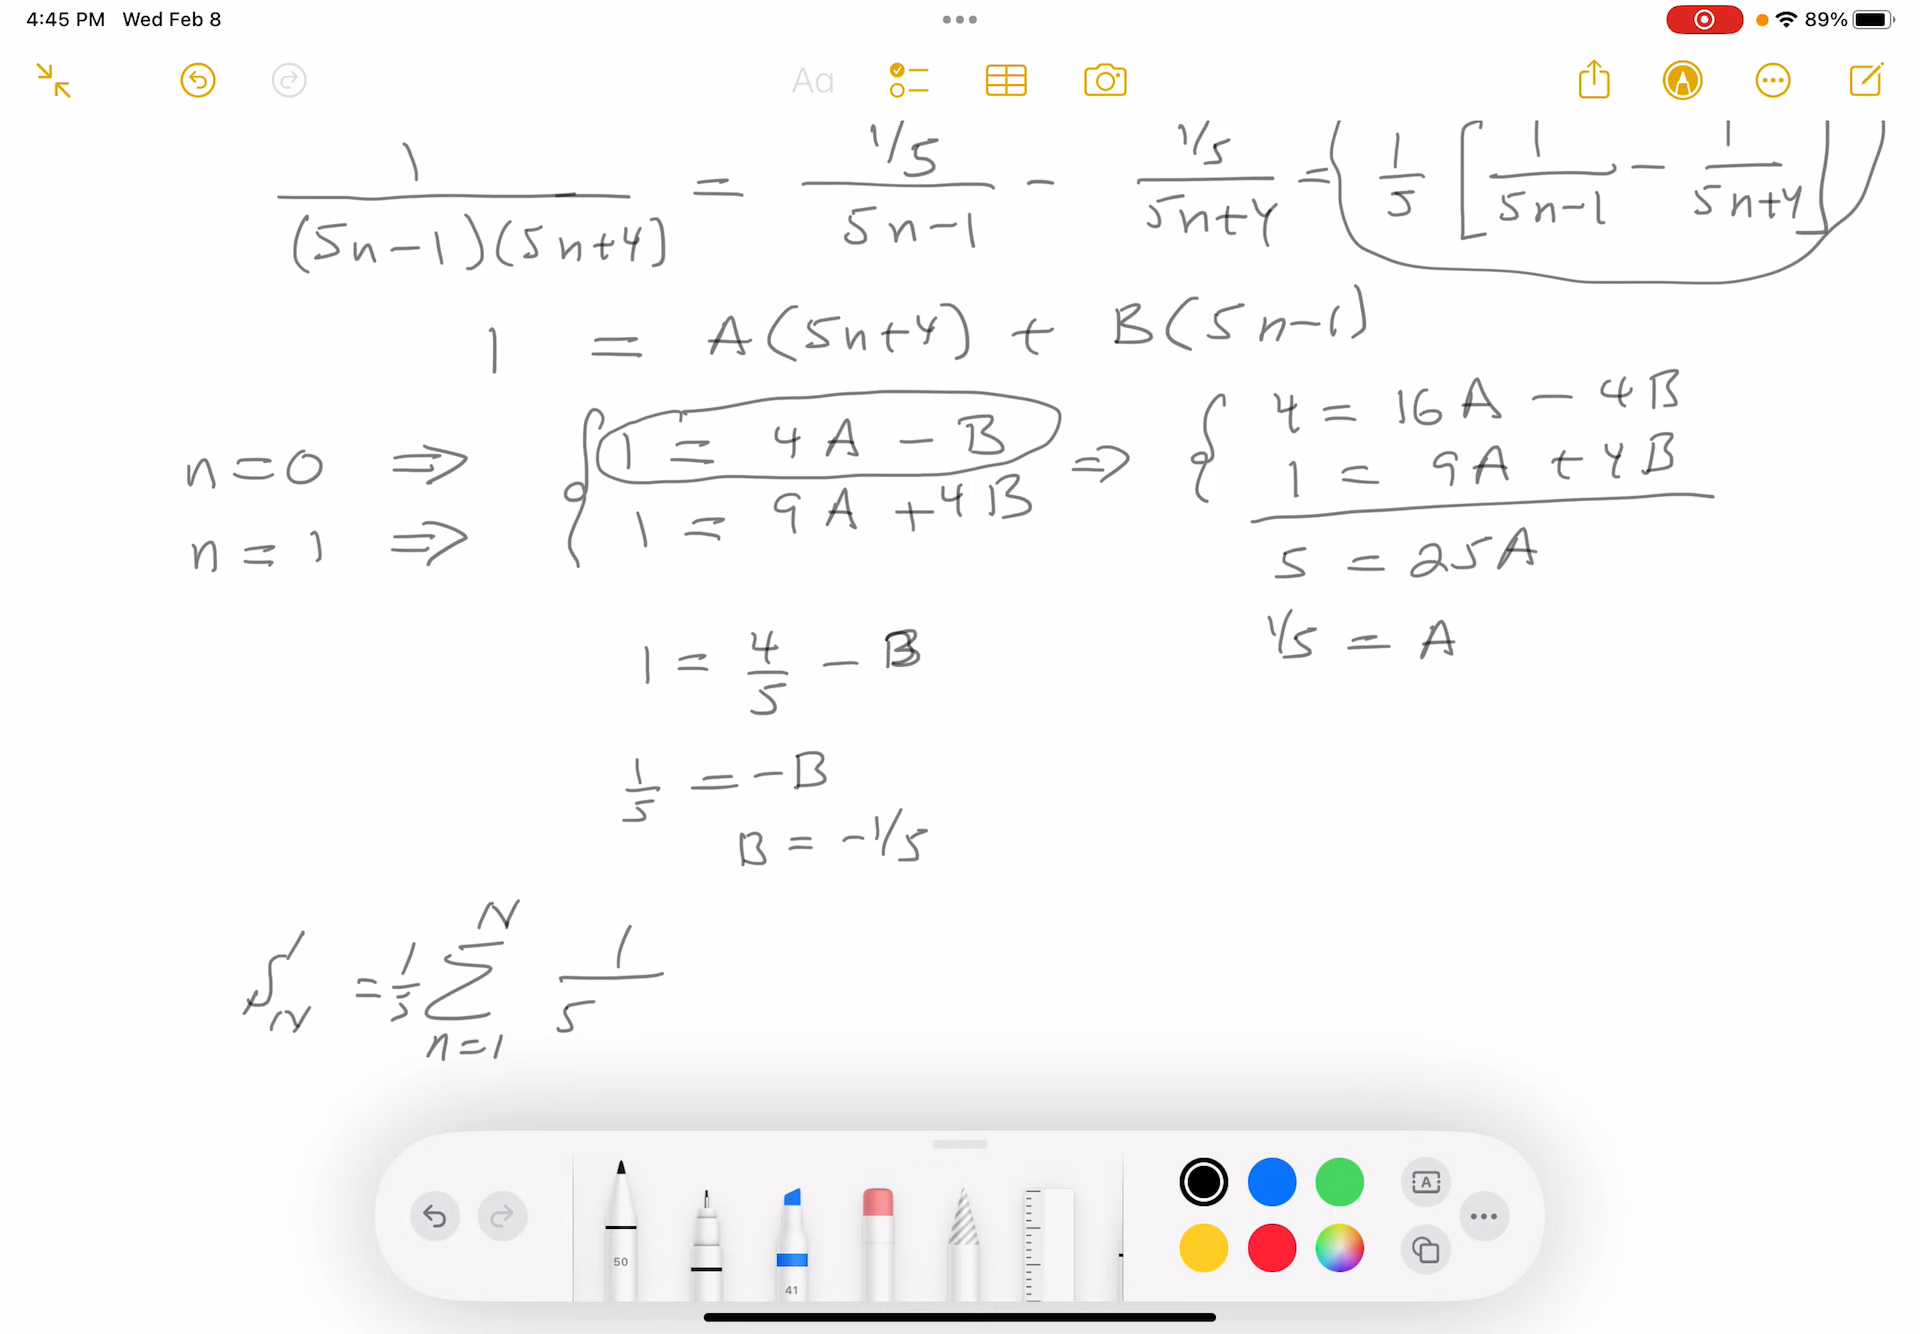 4:45 PM Wed Feb 8 89%
Aa
1/((5n-1)(5n+4)) = (1/5)/(5n-1) - (1/5)/(5n+4) = (1/5 [1/(5n-1) - 1/(5n+4)]
1 = A(5n+4) + B(5n-1)
n=0 ⇒ { 1 = 4A - B ⇒ { 4 = 16A - 4B
n=1 ⇒ 1 = 9A + 4B 1 = 9A + 4B
5 = 25A
1 = 4/5 - B 1/5 = A
1/5 = -B
B = -1/5
S_N = 1/5 ∑_{n=1}^{N} 1/5
50 41 A